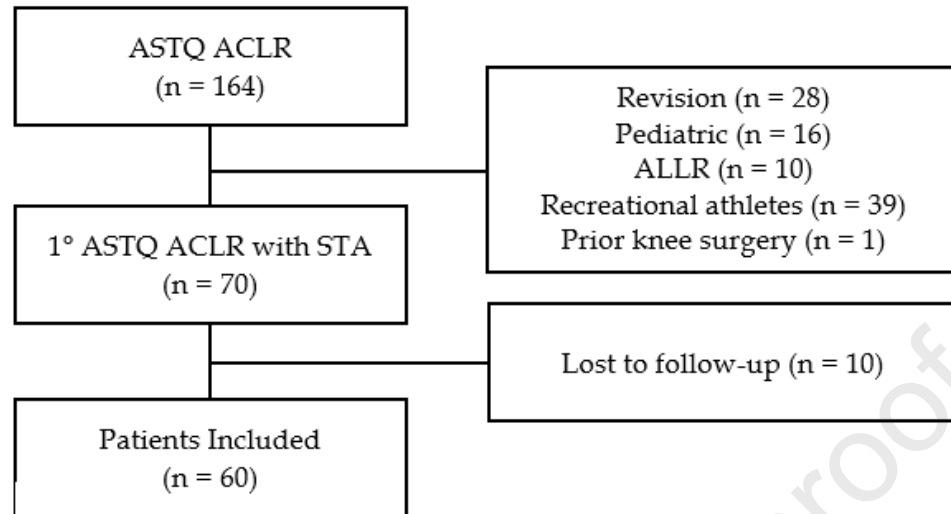 ASTQ ACLR
(n = 164)
Revision (n = 28)
Pediatric (n = 16)
ALLR (n = 10)
Recreational athletes (n = 39)
Prior knee surgery (n = 1)
1° ASTQ ACLR with STA
(n = 70)
Lost to follow-up (n = 10)
Patients Included
(n = 60)
roof